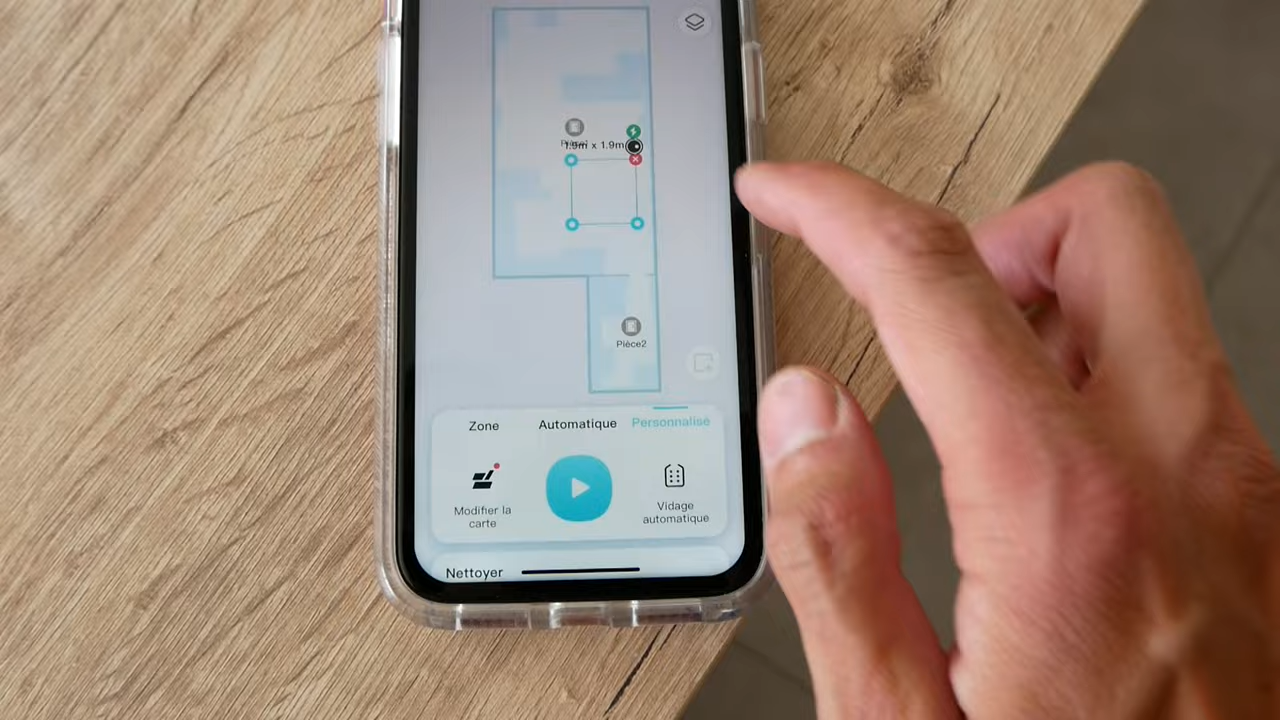 1.9m x 1.9m
Pièce2
Zone
Automatique
Personnalisé
Modifier la
carte
Vidage
automatique
Nettoyer